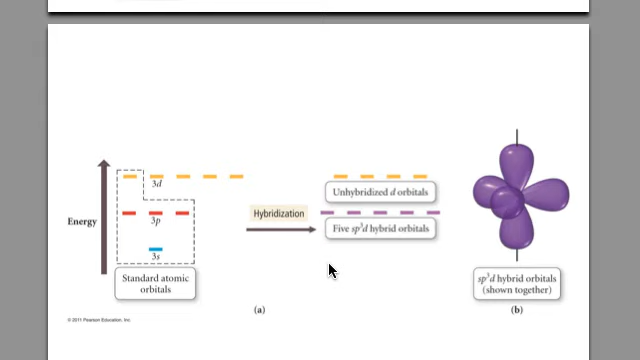 3d
Energy
3p
3s
Standard atomic
orbitals
Hybridization
Unhybridized d orbitals
Five sp³d hybrid orbitals
(a)
sp³d hybrid orbitals
(shown together)
(b)
© 2011 Pearson Education, Inc.